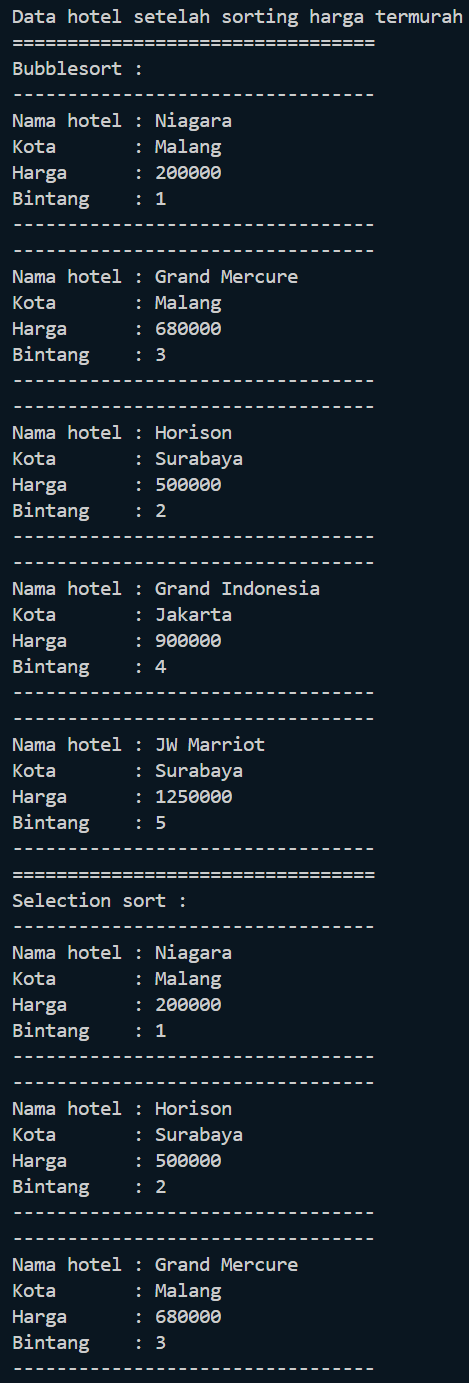 Data hotel setelah sorting harga termurah
=================================
Bubblesort :
---------------------------------
Nama hotel : Niagara
Kota       : Malang
Harga      : 200000
Bintang    : 1
---------------------------------
---------------------------------
Nama hotel : Grand Mercure
Kota       : Malang
Harga      : 680000
Bintang    : 3
---------------------------------
---------------------------------
Nama hotel : Horison
Kota       : Surabaya
Harga      : 500000
Bintang    : 2
---------------------------------
---------------------------------
Nama hotel : Grand Indonesia
Kota       : Jakarta
Harga      : 900000
Bintang    : 4
---------------------------------
---------------------------------
Nama hotel : JW Marriot
Kota       : Surabaya
Harga      : 1250000
Bintang    : 5
---------------------------------
=================================
Selection sort :
---------------------------------
Nama hotel : Niagara
Kota       : Malang
Harga      : 200000
Bintang    : 1
---------------------------------
---------------------------------
Nama hotel : Horison
Kota       : Surabaya
Harga      : 500000
Bintang    : 2
---------------------------------
---------------------------------
Nama hotel : Grand Mercure
Kota       : Malang
Harga      : 680000
Bintang    : 3
---------------------------------